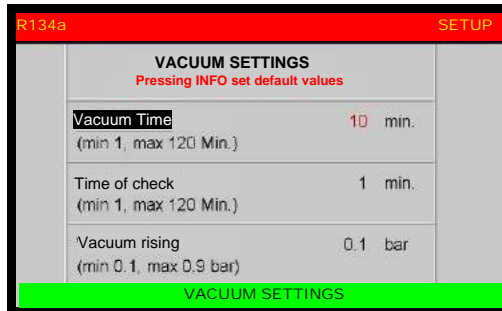 R134a SETUP
VACUUM SETTINGS
Pressing INFO set default values
Vacuum Time 10 min.
(min 1, max 120 Min.)
Time of check 1 min.
(min 1, max 120 Min.)
Vacuum rising 0.1 bar
(min 0.1, max 0.9 bar)
VACUUM SETTINGS